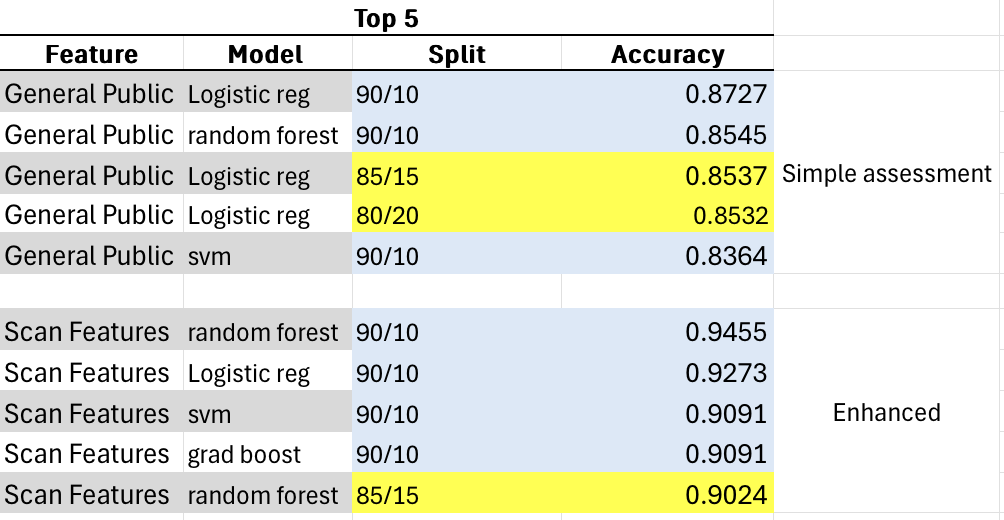 Top 5
Feature Model Split Accuracy
General Public Logistic reg 90/10 0.8727
General Public random forest 90/10 0.8545
General Public Logistic reg 85/15 0.8537
Simple assessment
General Public Logistic reg 80/20 0.8532
General Public svm 90/10 0.8364
Scan Features random forest 90/10 0.9455
Scan Features Logistic reg 90/10 0.9273
Scan Features svm 90/10 0.9091
Enhanced
Scan Features grad boost 90/10 0.9091
Scan Features random forest 85/15 0.9024